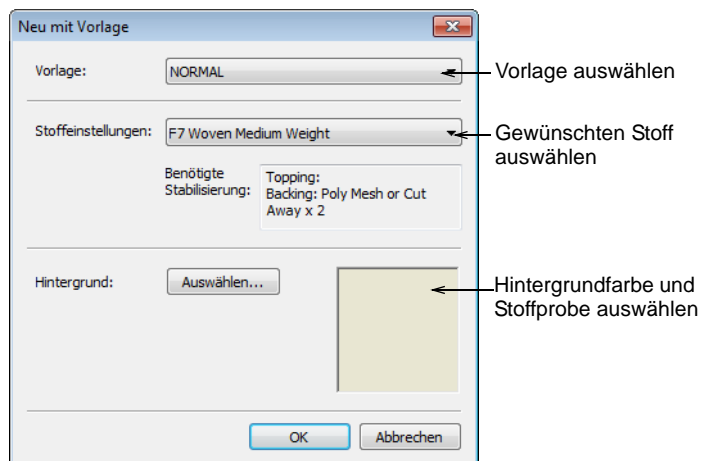 Neu mit Vorlage
Vorlage:
NORMAL
Vorlage auswählen
Stoffeinstellungen:
F7 Woven Medium Weight
Gewünschten Stoff
auswählen
Benötigte
Stabilisierung:
Topping:
Backing: Poly Mesh or Cut
Away x 2
Hintergrund:
Auswählen...
Hintergrundfarbe und
Stoffprobe auswählen
OK
Abbrechen